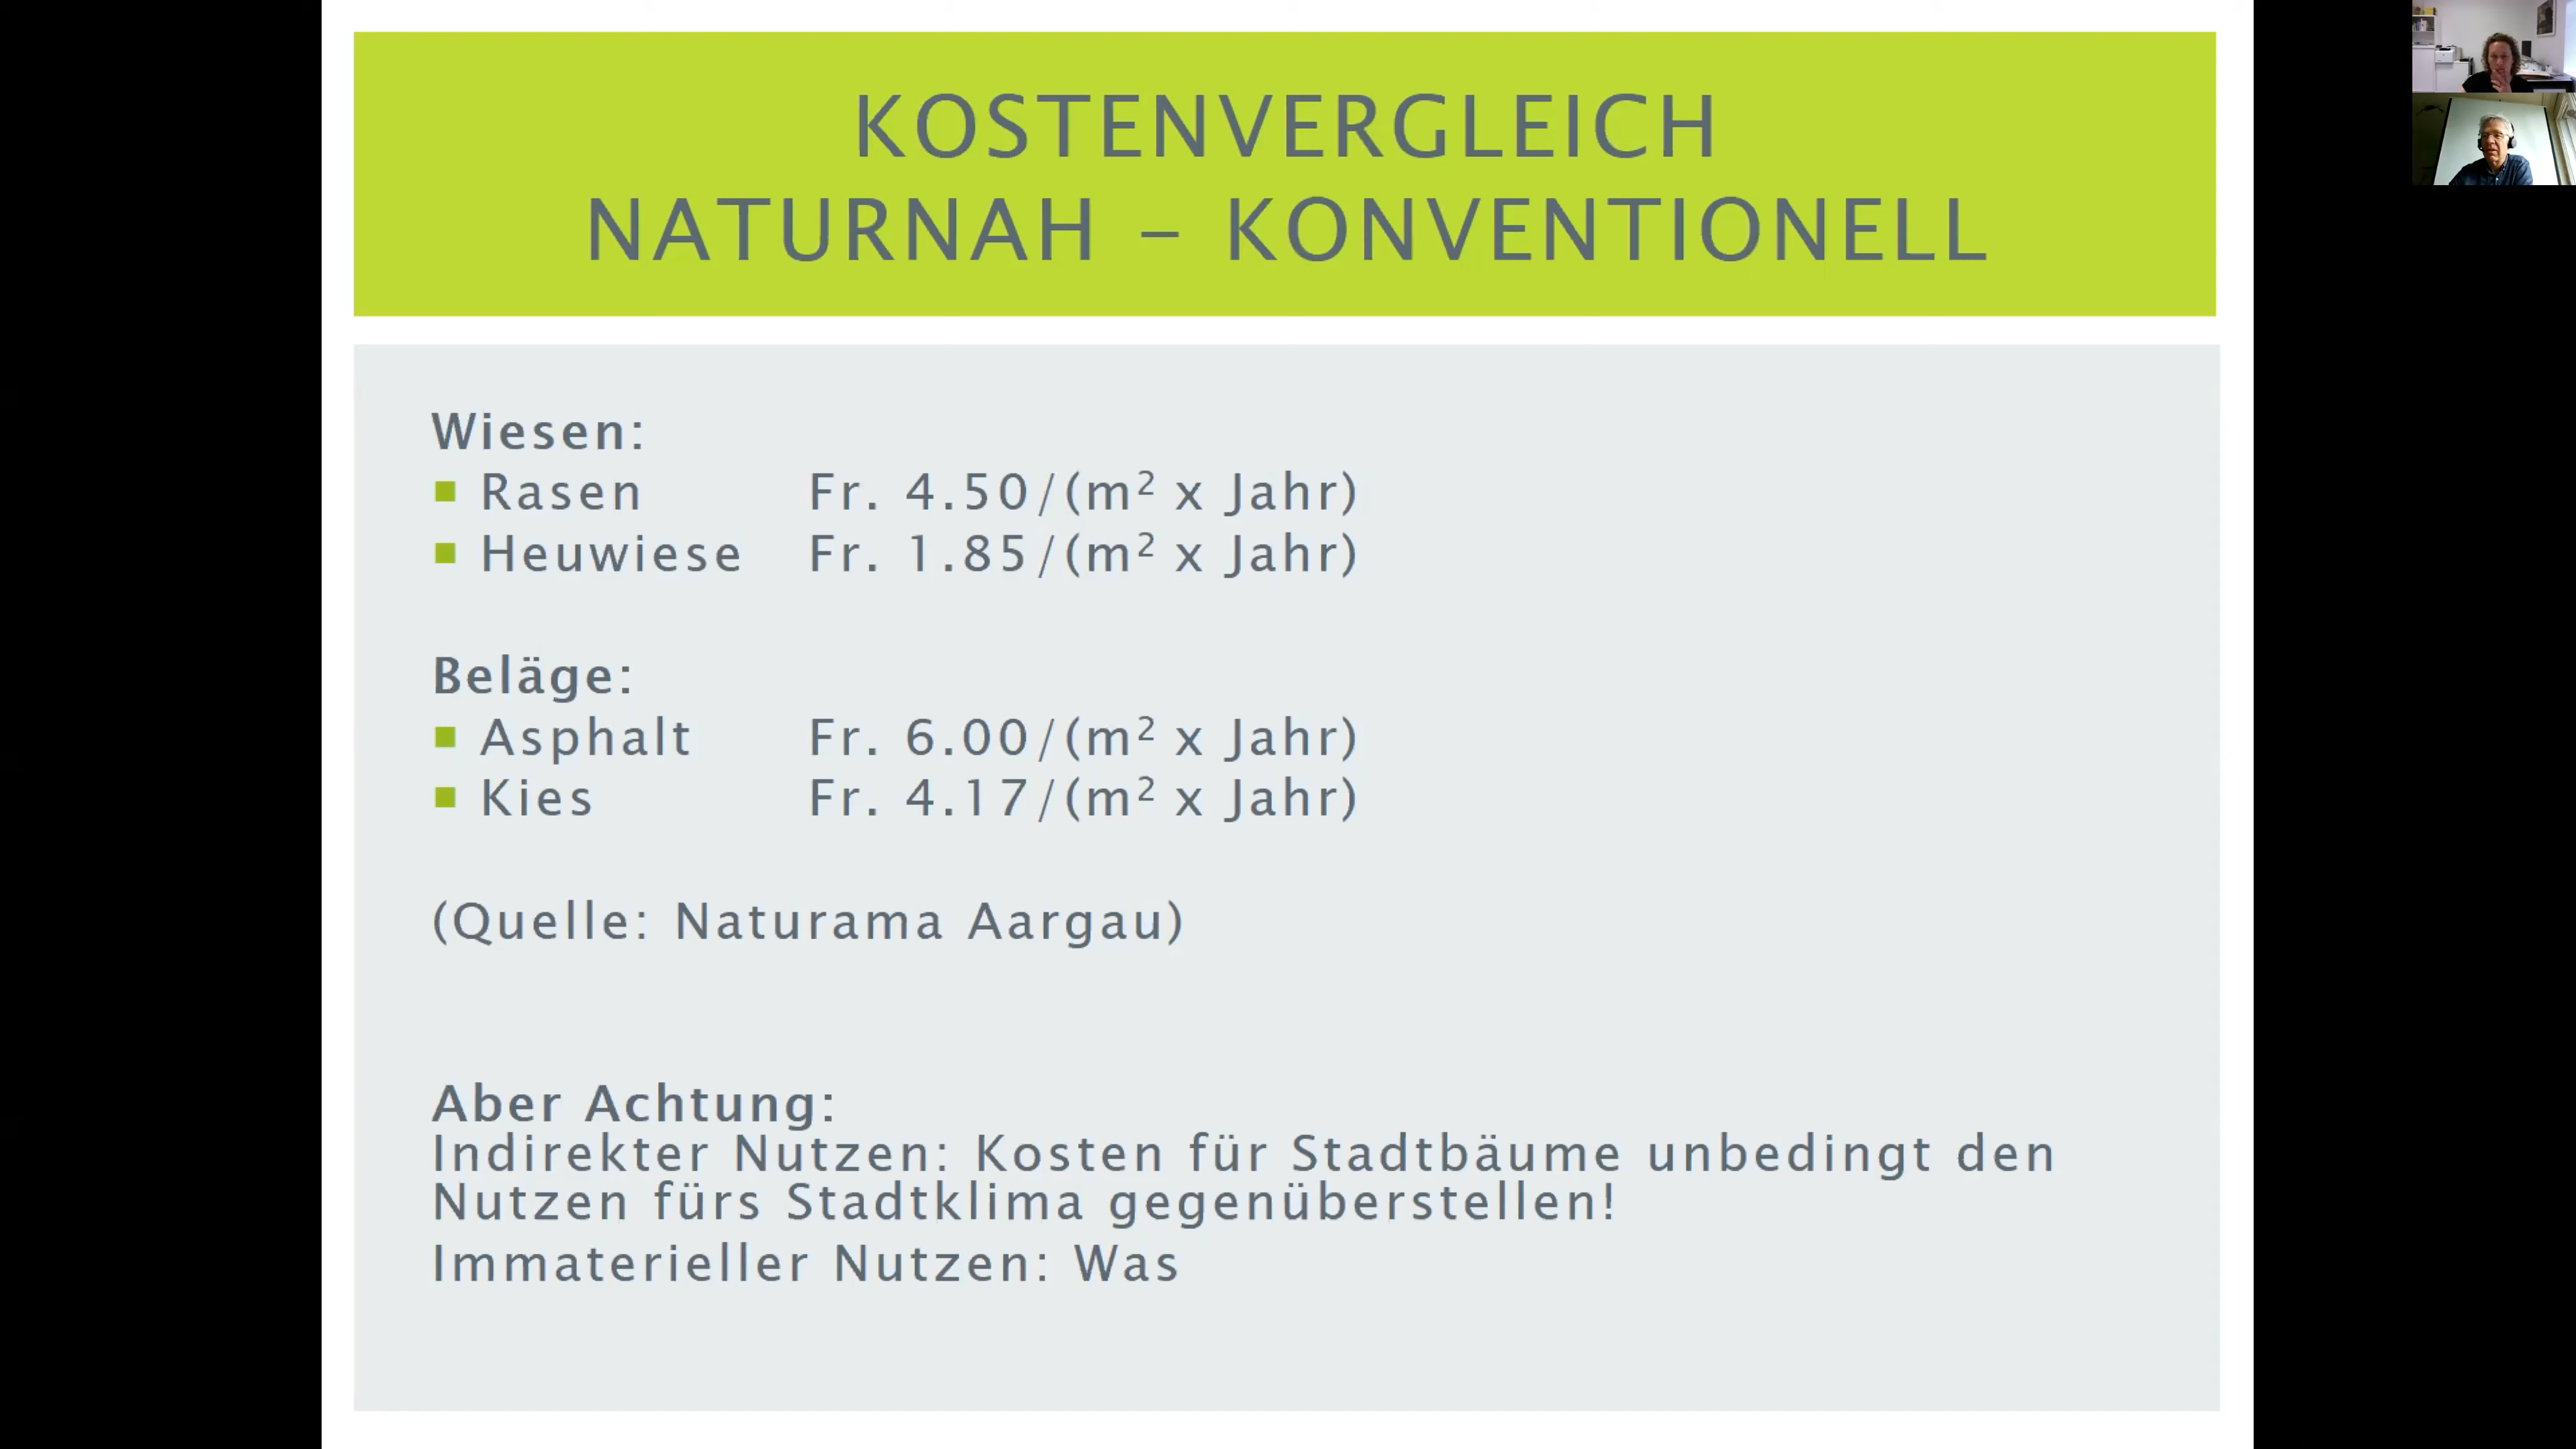 KOSTENVERGLEICH
NATURNAH – KONVENTIONELL
Wiesen:
Rasen Fr. 4.50/(m² x Jahr)
Heuwiese Fr. 1.85/(m² x Jahr)
Beläge:
Asphalt Fr. 6.00/(m² x Jahr)
Kies Fr. 4.17/(m² x Jahr)
(Quelle: Naturama Aargau)
Aber Achtung:
Indirekter Nutzen: Kosten für Stadtbäume unbedingt den
Nutzen fürs Stadtklima gegenüberstellen!
Immaterieller Nutzen: Was